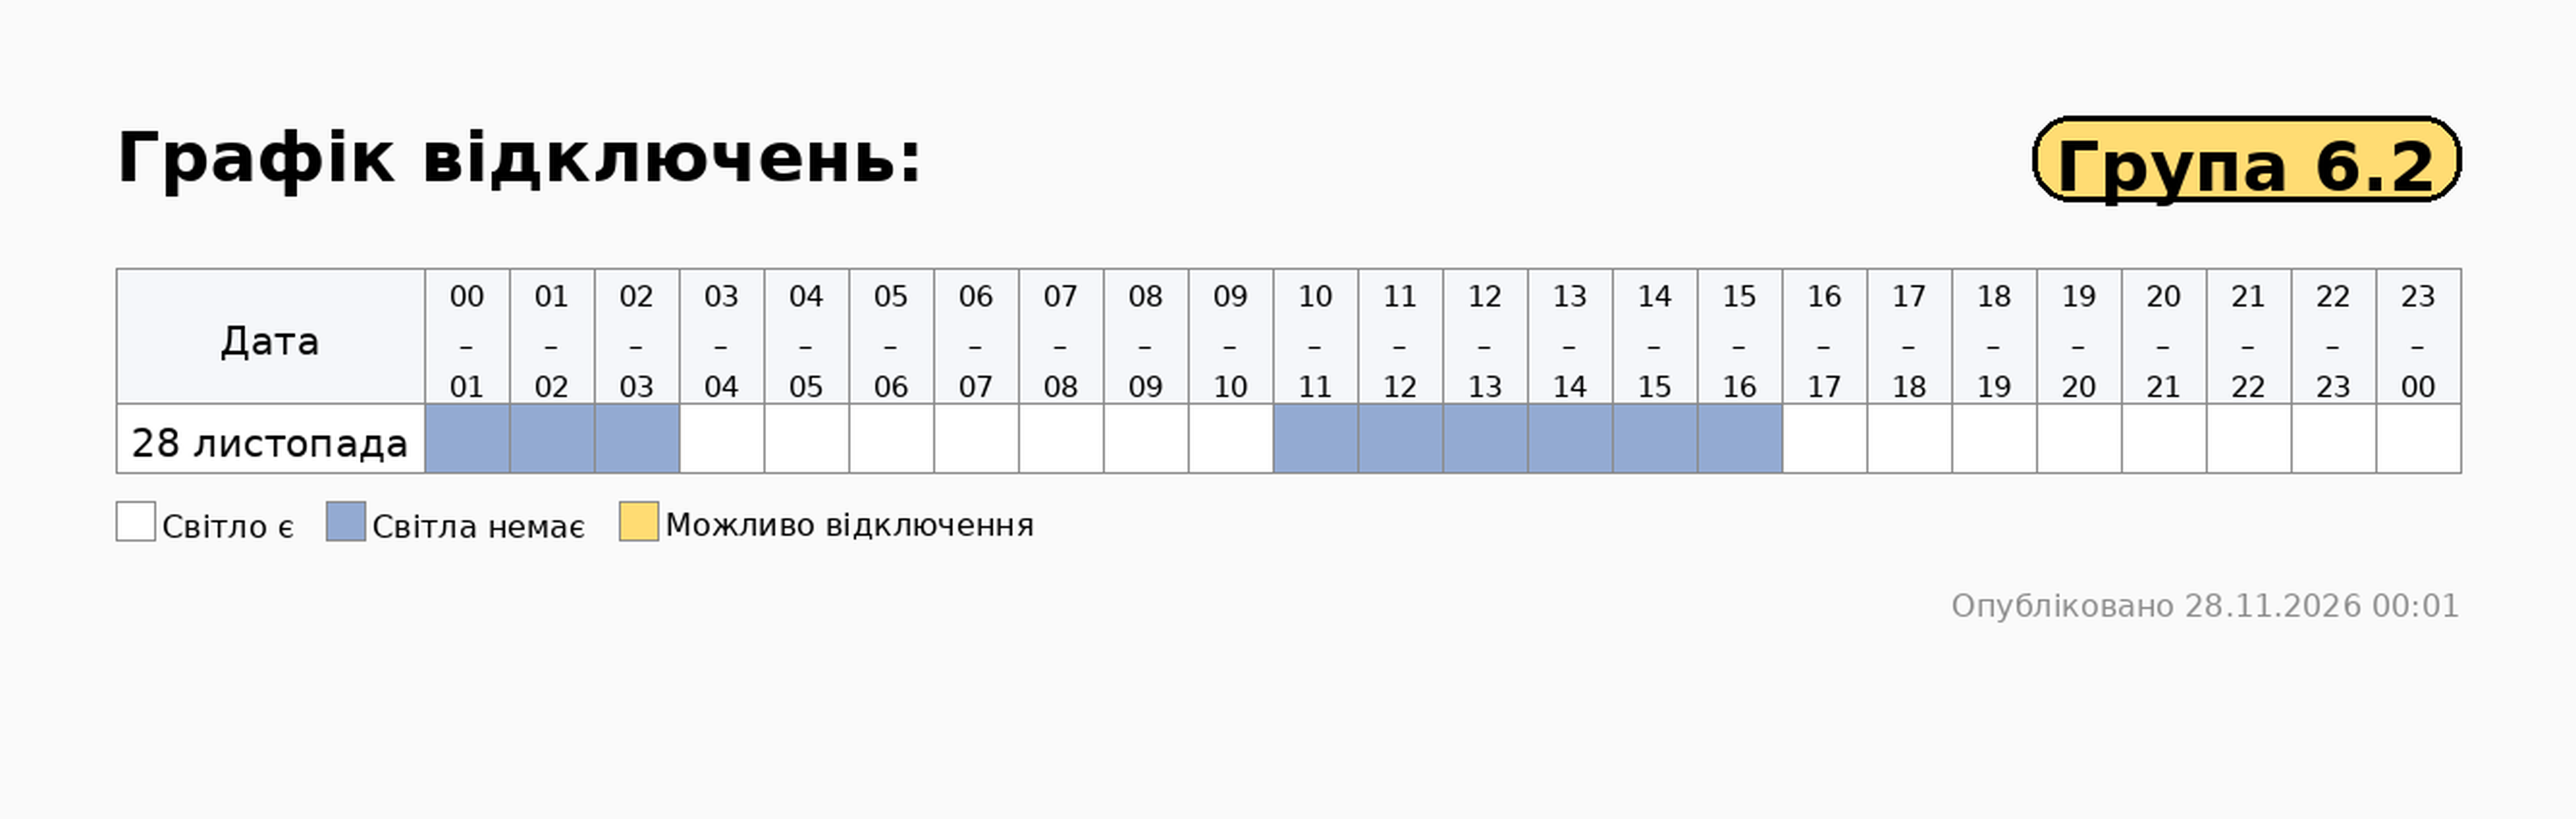 Графік відключень:
Група 6.2
Дата
00 – 01
01 – 02
02 – 03
03 – 04
04 – 05
05 – 06
06 – 07
07 – 08
08 – 09
09 – 10
10 – 11
11 – 12
12 – 13
13 – 14
14 – 15
15 – 16
16 – 17
17 – 18
18 – 19
19 – 20
20 – 21
21 – 22
22 – 23
23 – 00
28 листопада
Світло є
Світла немає
Можливо відключення
Опубліковано 28.11.2026 00:01